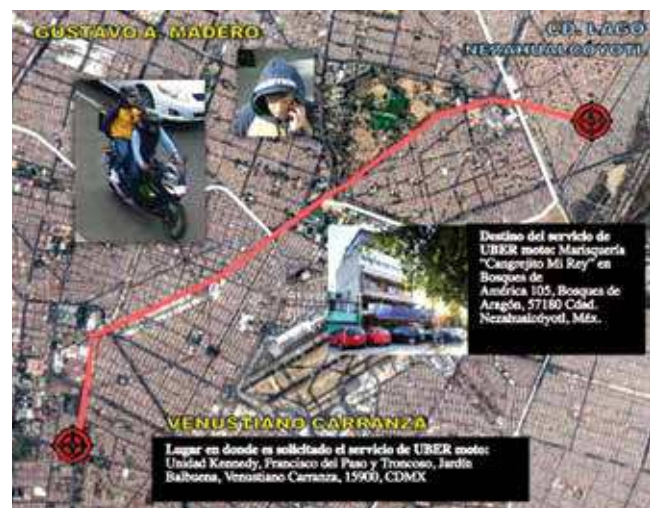 GUSTAVO A. MADERO
CD. LAGO
NEZAHUALCOYOTL
Destino del servicio de
UBER moto: Marisquería
"Cangrejito Mi Rey" en
Bosques de
América 105, Bosques de
Aragón, 57180 Cdad.
Nezahualcóyotl, Méx.
VENUSTIANO CARRANZA
Lugar en donde es solicitado el servicio de UBER moto:
Unidad Kennedy, Francisco del Paso y Troncoso, Jardín
Balbuena, Venustiano Carranza, 15900, CDMX